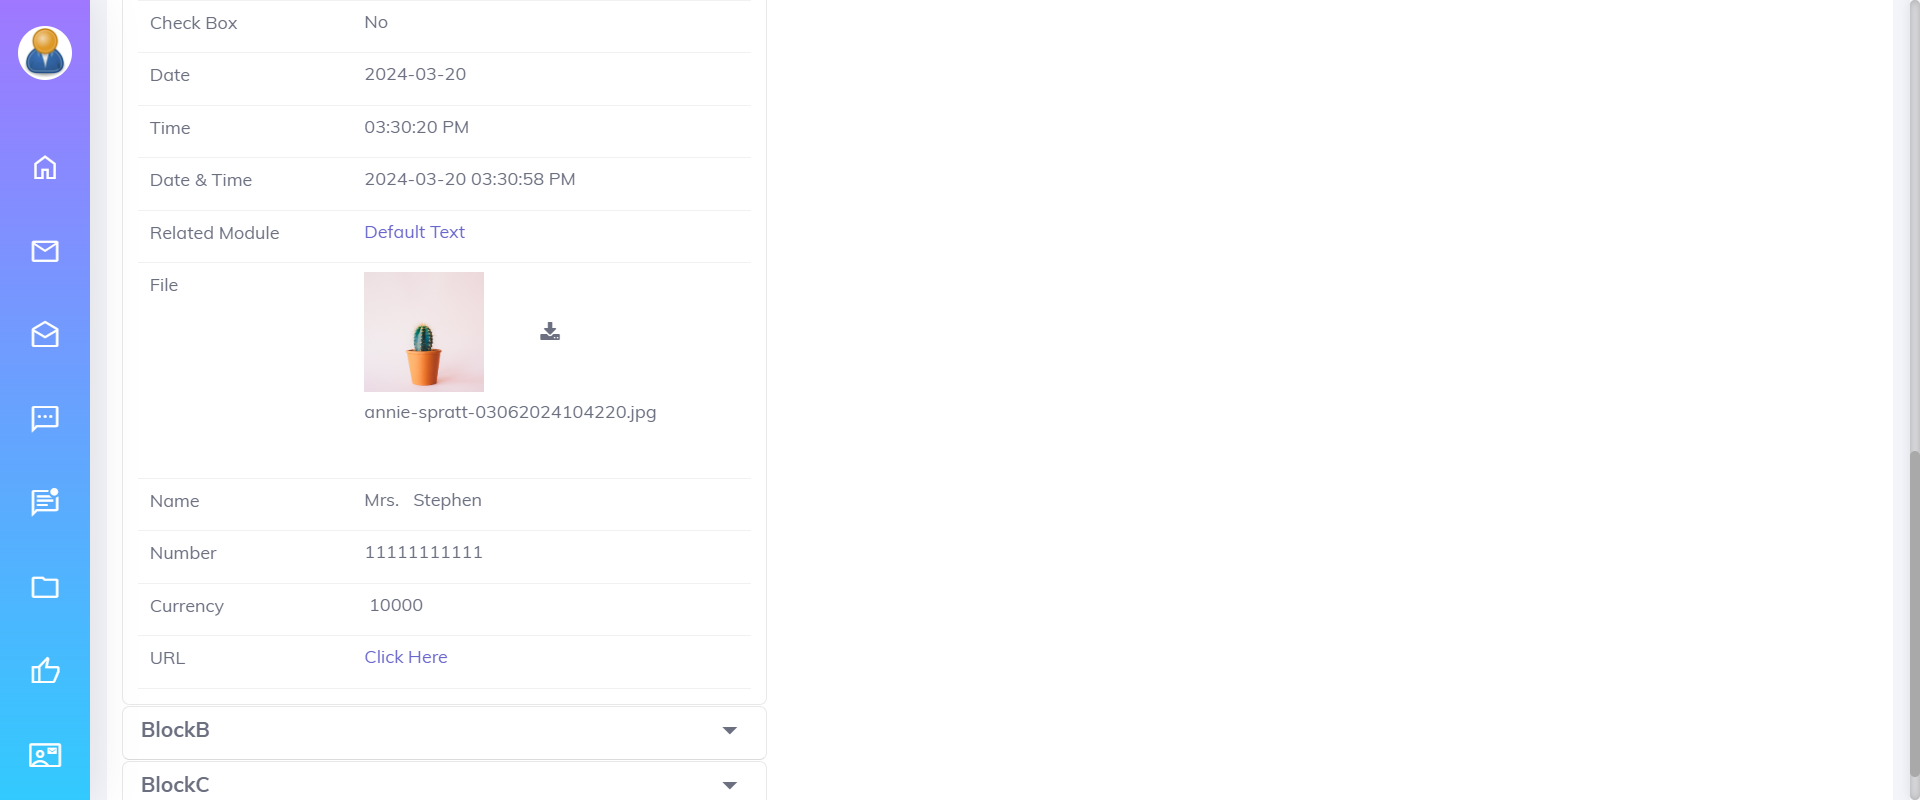 Check Box No
Date 2024-03-20
Time 03:30:20 PM
Date & Time 2024-03-20 03:30:58 PM
Related Module Default Text
File
annie-spratt-03062024104220.jpg
Name Mrs. Stephen
Number 11111111111
Currency 10000
URL Click Here
BlockB
BlockC